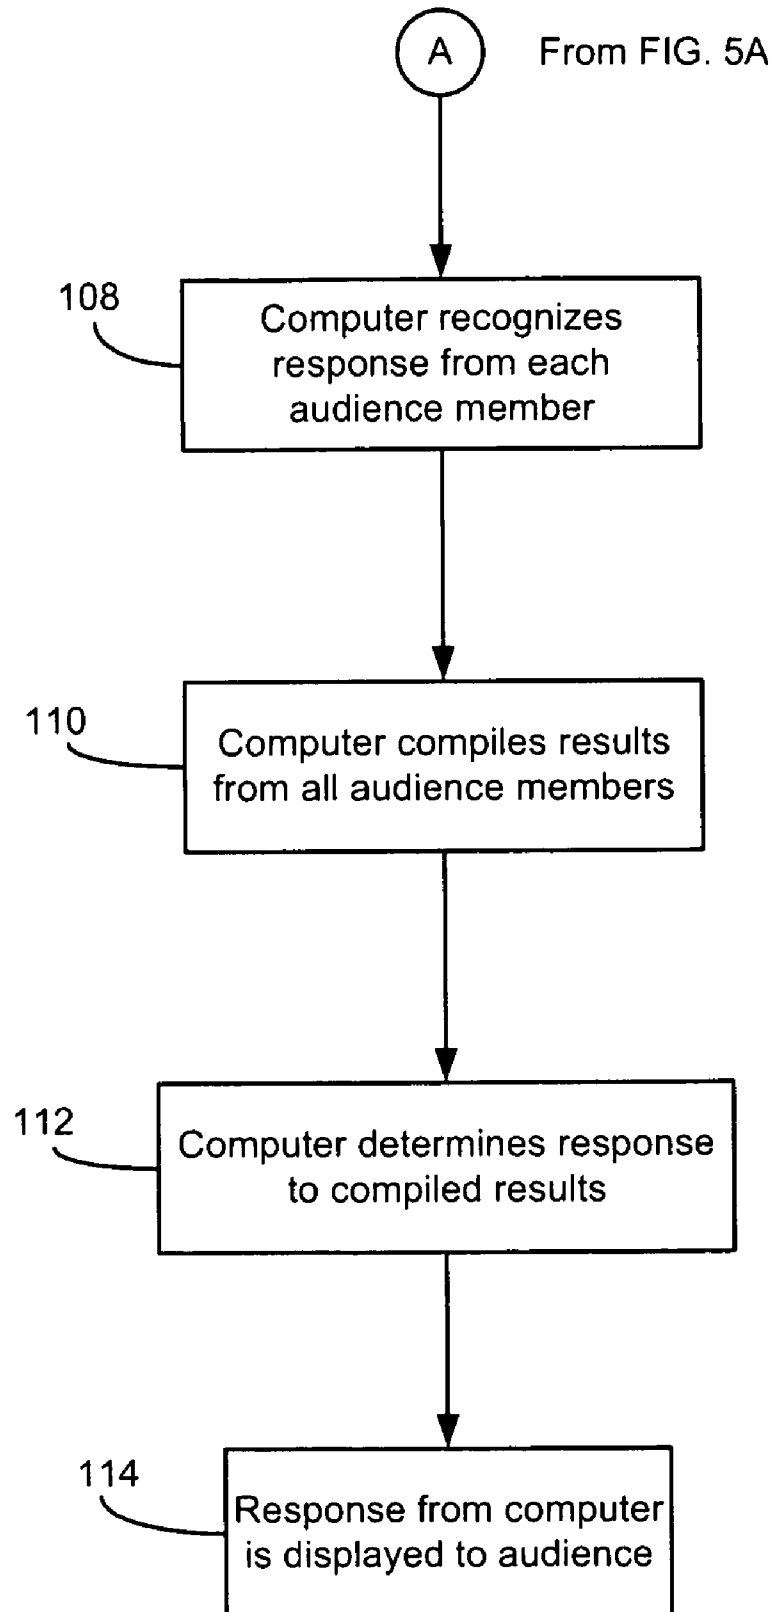 A From FIG. 5A
108
Computer recognizes
response from each
audience member
110
Computer compiles results
from all audience members
112
Computer determines response
to compiled results
114
Response from computer
is displayed to audience